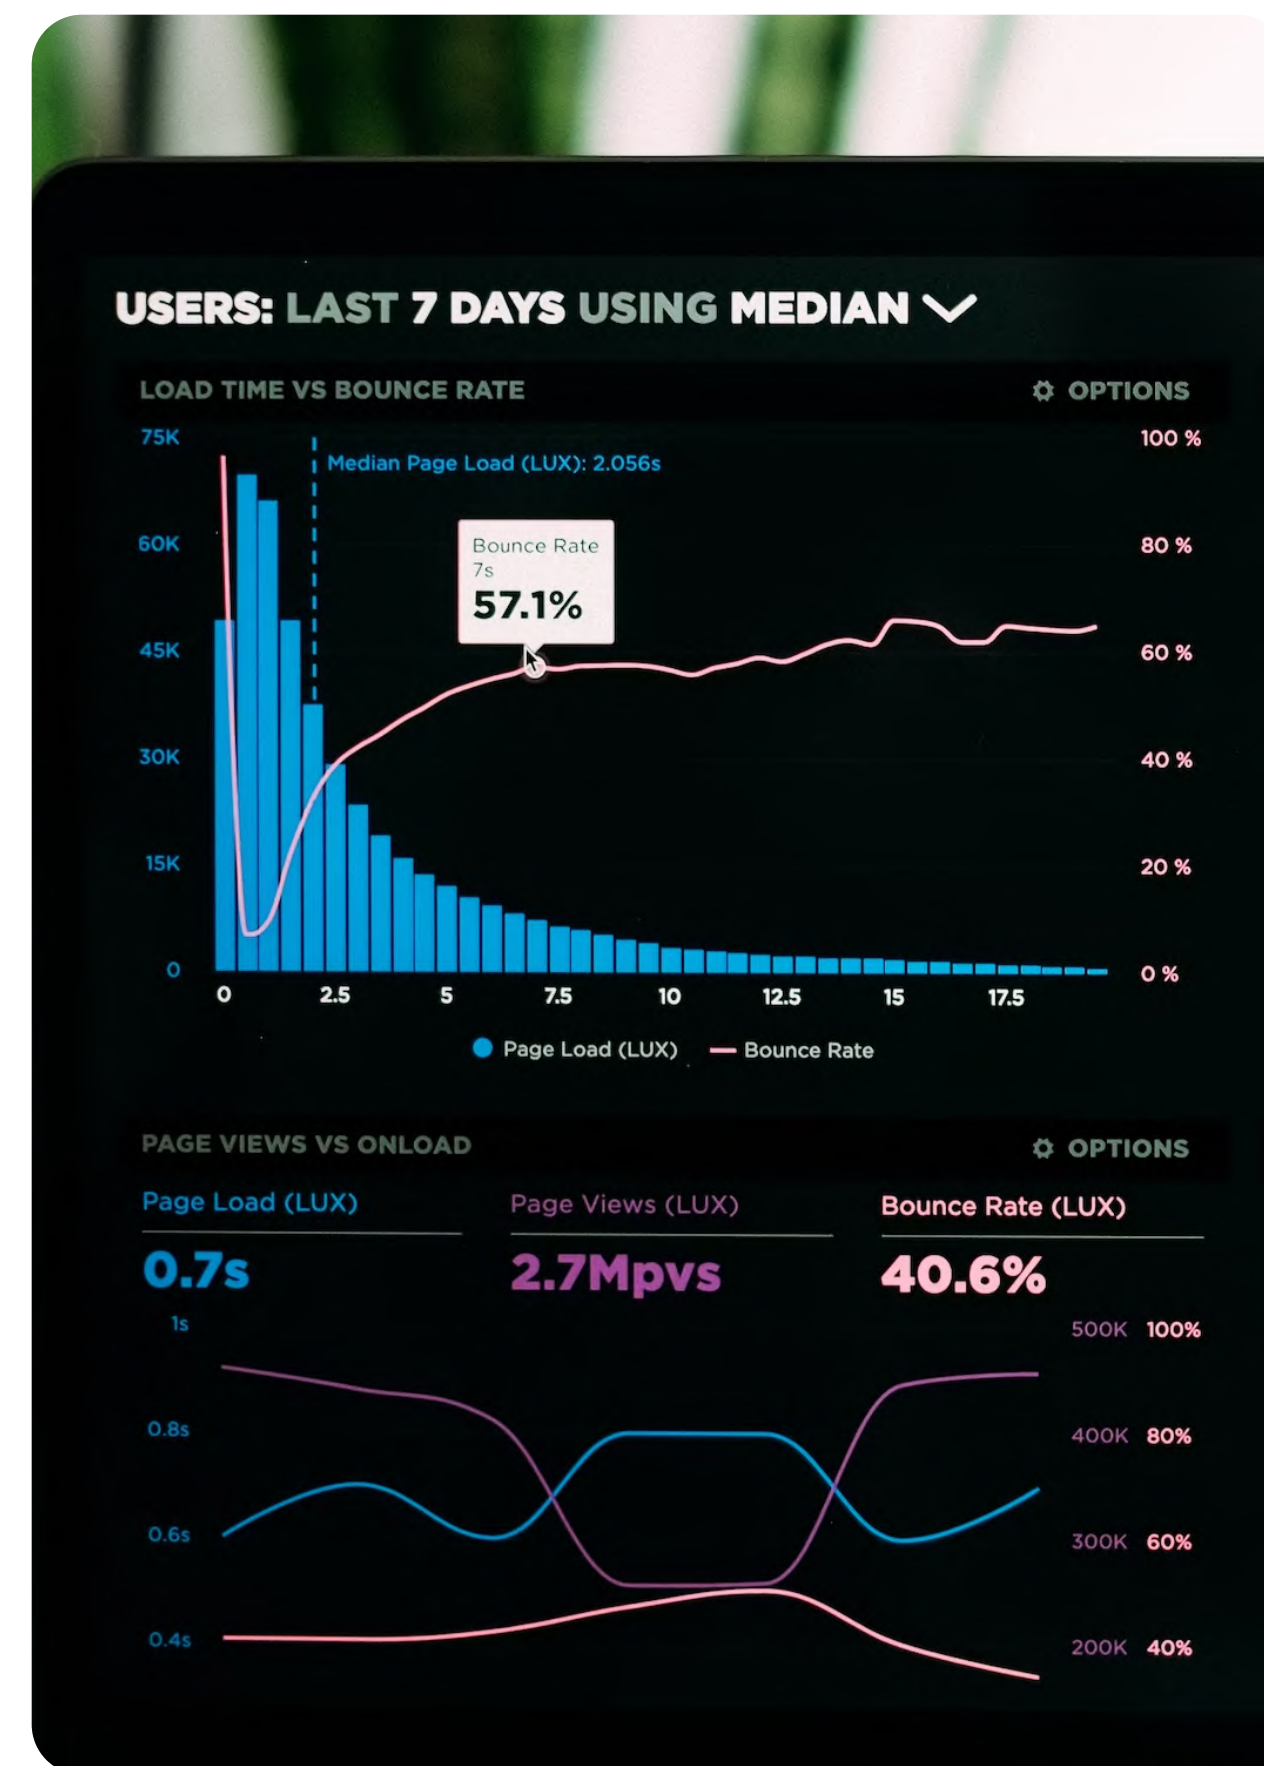 USERS: LAST 7 DAYS USING MEDIAN
LOAD TIME VS BOUNCE RATE
OPTIONS
75K
100 %
Median Page Load (LUX): 2.056s
60K
80 %
Bounce Rate
7s
57.1%
45K
60 %
30K
40 %
15K
20 %
0
0 %
0 2.5 5 7.5 10 12.5 15 17.5
Page Load (LUX) Bounce Rate
PAGE VIEWS VS ONLOAD
OPTIONS
Page Load (LUX)
0.7s
Page Views (LUX)
2.7Mpvs
Bounce Rate (LUX)
40.6%
1s
500K 100%
0.8s
400K 80%
0.6s
300K 60%
0.4s
200K 40%